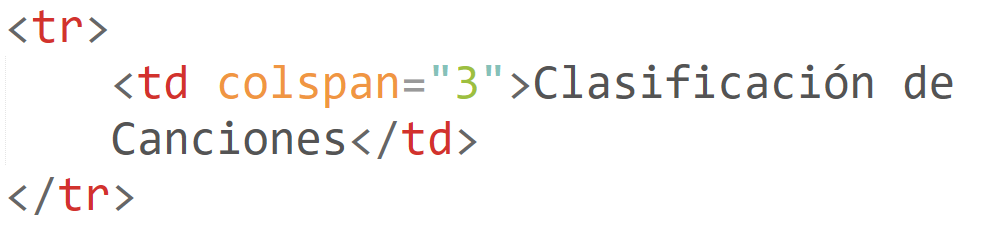 <tr>
<td colspan="3">Clasificación de
Canciones</td>
</tr>